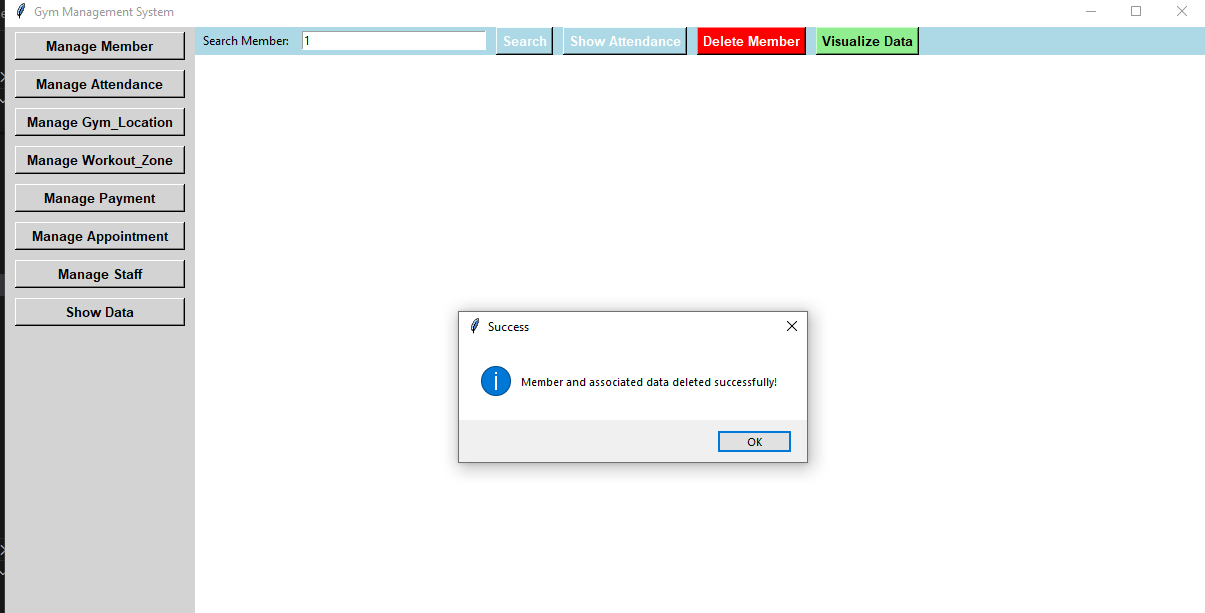 Gym Management System
Manage Member
Search Member: 1 Search Show Attendance Delete Member Visualize Data
Manage Attendance
Manage Gym_Location
Manage Workout_Zone
Manage Payment
Manage Appointment
Manage Staff
Show Data
Success
Member and associated data deleted successfully!
OK